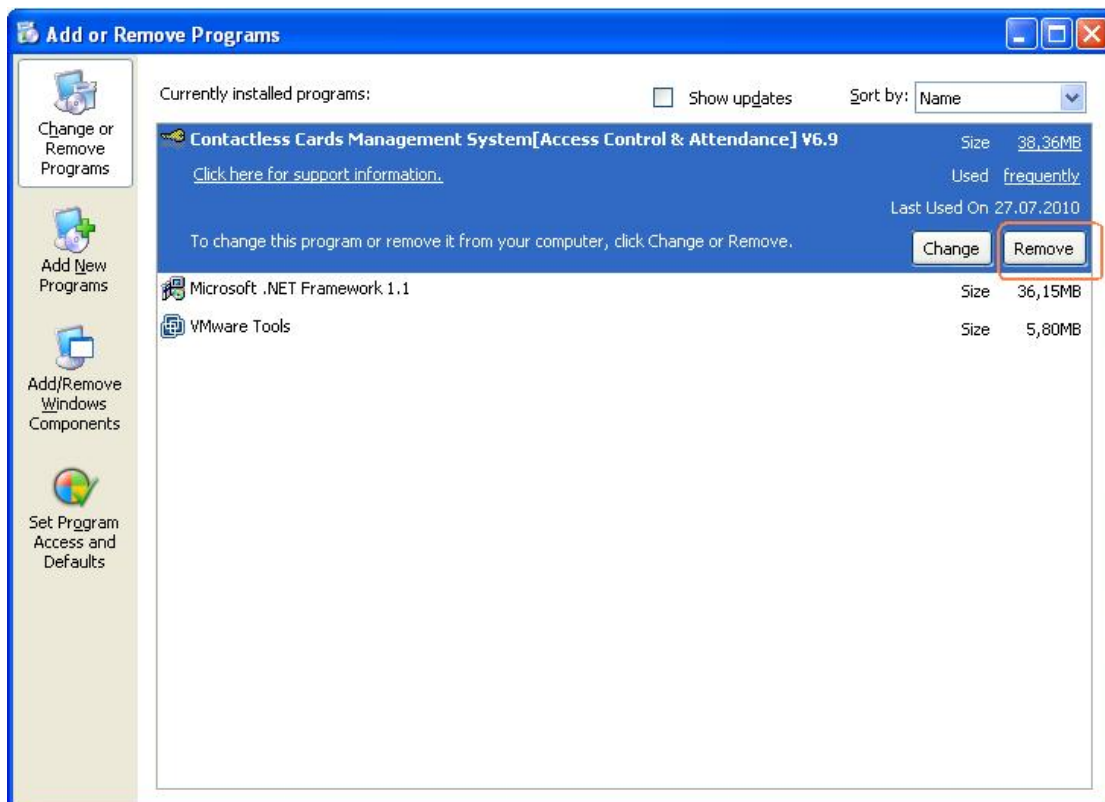 Add or Remove Programs
Change or
Remove
Programs
Add New
Programs
Add/Remove
Windows
Components
Set Program
Access and
Defaults
Currently installed programs:
Show updates
Sort by: Name
Contactless Cards Management System[Access Control & Attendance] V6.9
Size 38,36MB
Click here for support information.
Used frequently
Last Used On 27.07.2010
To change this program or remove it from your computer, click Change or Remove.
Change Remove
Microsoft .NET Framework 1.1
Size 36,15MB
VMware Tools
Size 5,80MB